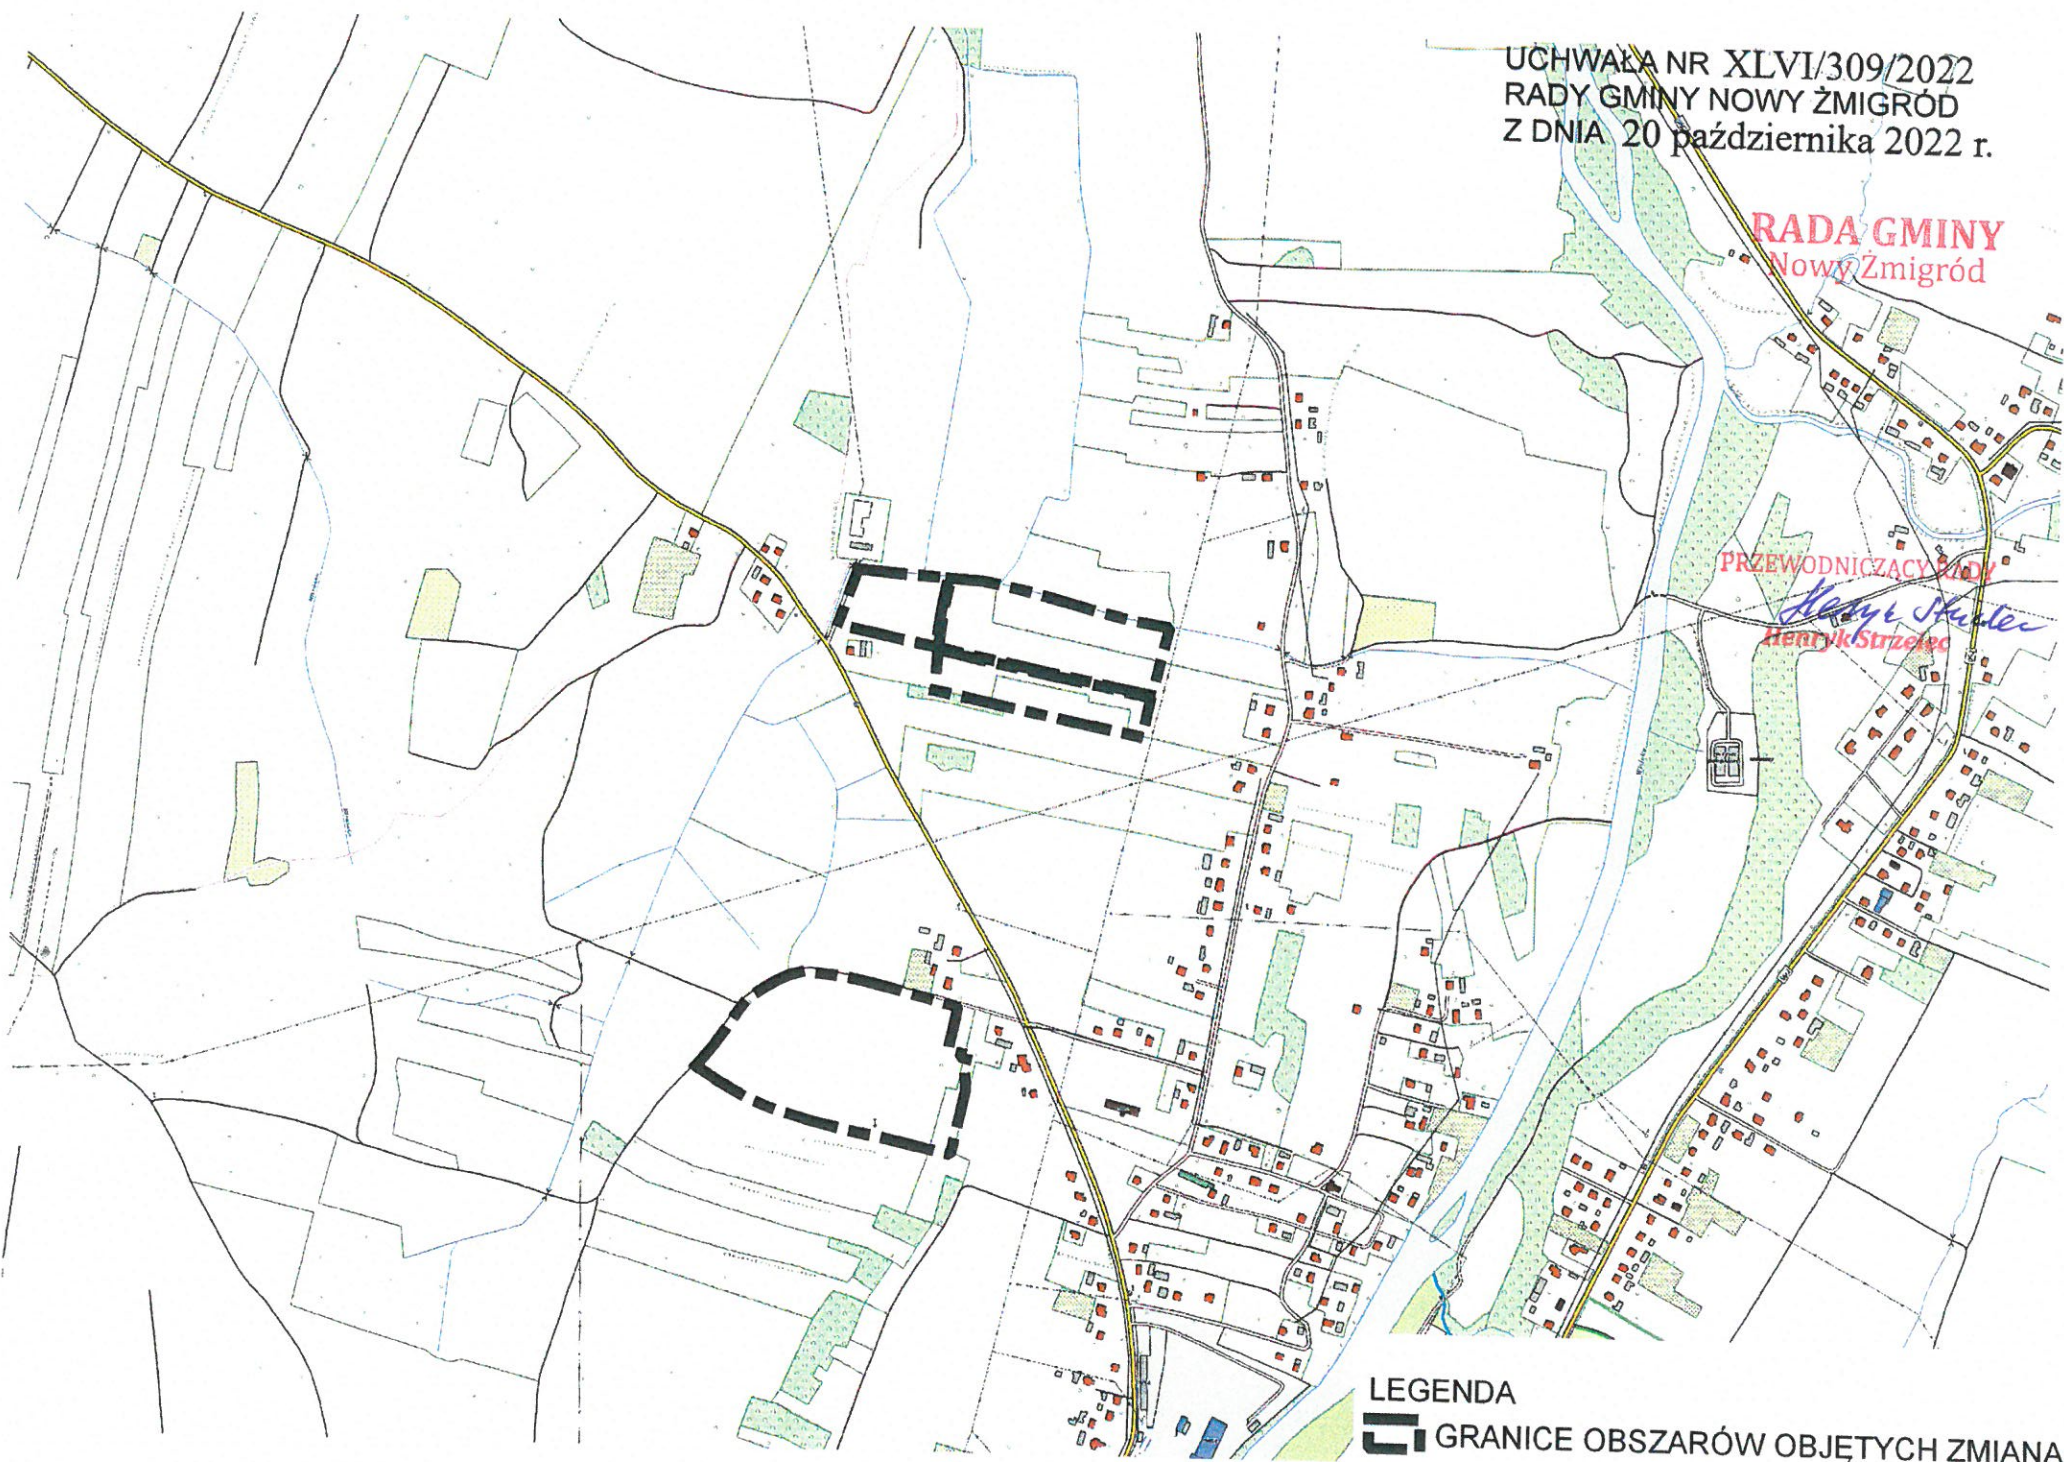 UCHWAŁA NR XLVI/309/2022
RADY GMINY NOWY ŻMIGRÓD
Z DNIA 20 października 2022 r.
RADA GMINY
Nowy Żmigród
PRZEWODNICZĄCY RADY
Henryk Strzelec
LEGENDA
GRANICE OBSZARÓW OBJĘTYCH ZMIANĄ